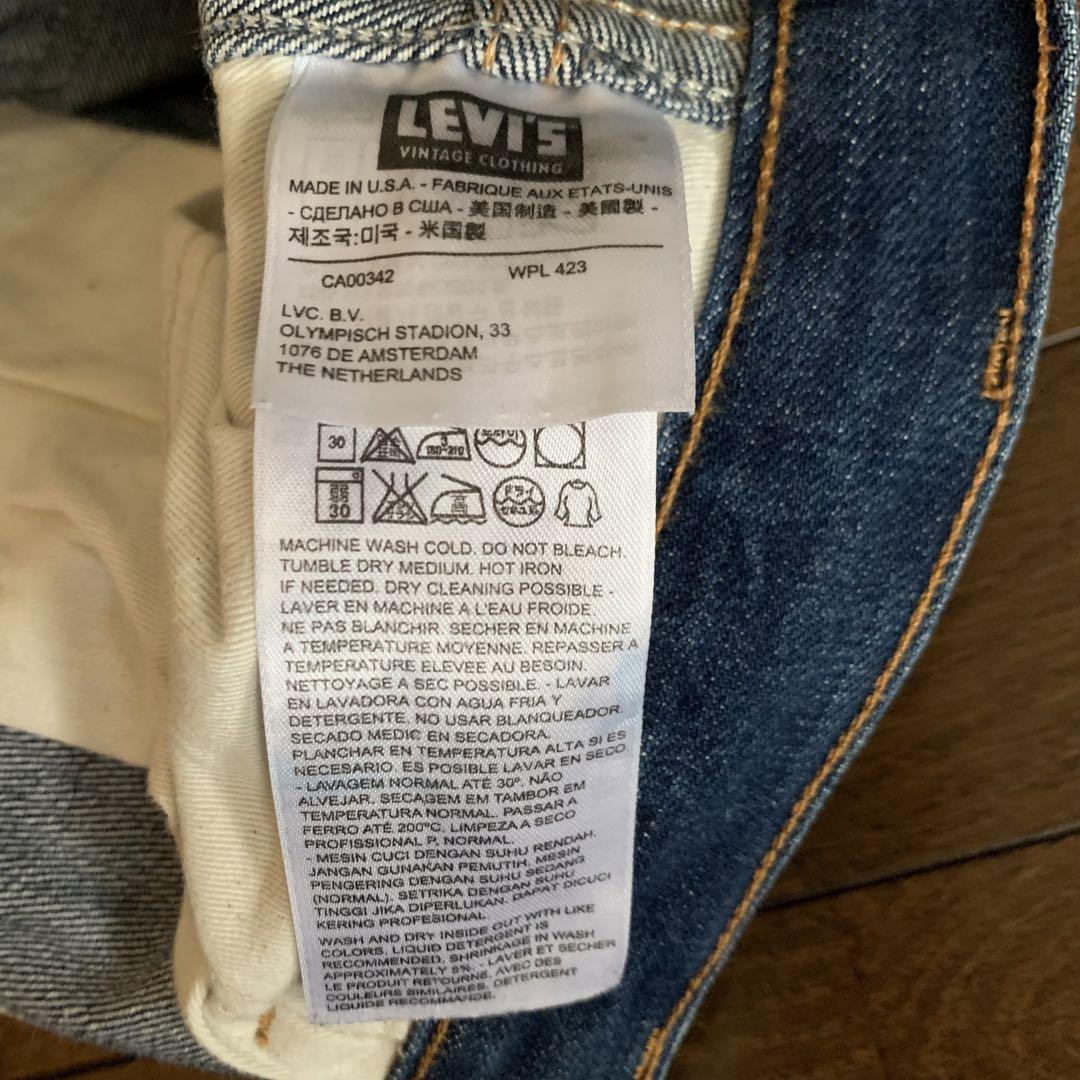 LEVI'S
VINTAGE CLOTHING
MADE IN U.S.A. - FABRIQUE AUX ETATS-UNIS
- СДЕЛАНО В США - 美国制造 - 美國製 -
제조국:미국 - 米国製
CA00342 WPL 423
LVC. B.V.
OLYMPISCH STADION, 33
1076 DE AMSTERDAM
THE NETHERLANDS
30
30 高 ドライ
MACHINE WASH COLD. DO NOT BLEACH.
TUMBLE DRY MEDIUM. HOT IRON
IF NEEDED. DRY CLEANING POSSIBLE -
LAVER EN MACHINE A L'EAU FROIDE.
NE PAS BLANCHIR. SECHER EN MACHINE
A TEMPERATURE MOYENNE. REPASSER A
TEMPERATURE ELEVEE AU BESOIN.
NETTOYAGE A SEC POSSIBLE. - LAVAR
EN LAVADORA CON AGUA FRIA Y
DETERGENTE. NO USAR BLANQUEADOR.
SECADO MEDIC EN SECADORA.
PLANCHAR EN TEMPERATURA ALTA SI ES
NECESARIO. ES POSIBLE LAVAR EN SECO.
- LAVAGEM NORMAL ATÉ 30º. NÃO
ALVEJAR. SECAGEM EM TAMBOR EM
TEMPERATURA NORMAL. PASSAR A
FERRO ATÉ 200ºC. LIMPEZA A SECO
PROFISSIONAL P, NORMAL.
- MESIN CUCI DENGAN SUHU RENDAH.
JANGAN GUNAKAN PEMUTIH. MESIN
PENGERING DENGAN SUHU SEDANG
(NORMAL). SETRIKA DENGAN SUHU
TINGGI JIKA DIPERLUKAN. DAPAT DICUCI
KERING PROFESIONAL.
WASH AND DRY INSIDE OUT WITH LIKE
COLORS. LIQUID DETERGENT IS
RECOMMENDED. SHRINKAGE IN WASH
APPROXIMATELY 5%. - LAVER ET SECHER
LE PRODUIT RETOURNE, AVEC DES
COULEURS SIMILAIRES. DETERGENT
LIQUIDE RECOMMANDE.